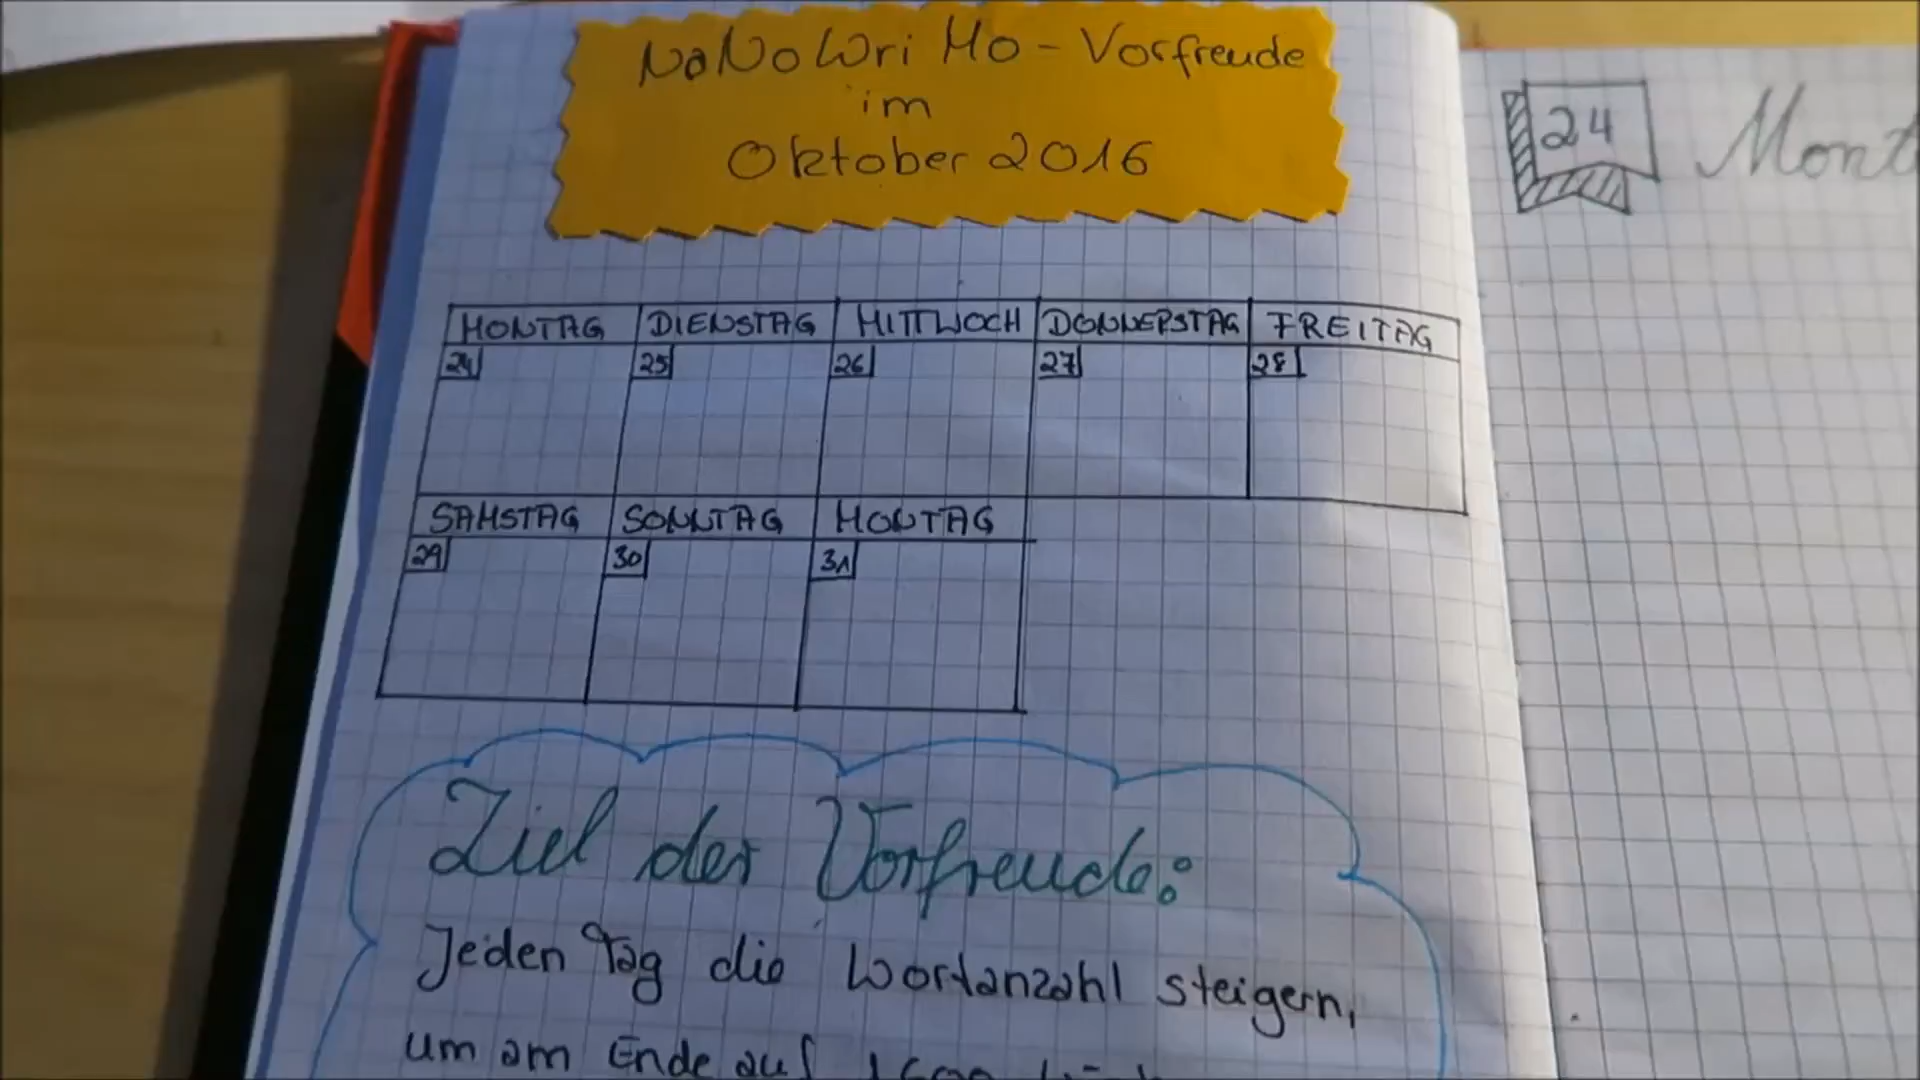 NaNoWriMo - Vorfreude
im
Oktober 2016
MONTAG DIENSTAG MITTWOCH DONNERSTAG FREITAG
24 25 26 27 28
SAMSTAG SONNTAG MONTAG
29 30 31
Ziel der Vorfreude:
Jeden Tag die Wortanzahl steigern,
um am Ende auf
24 Mont